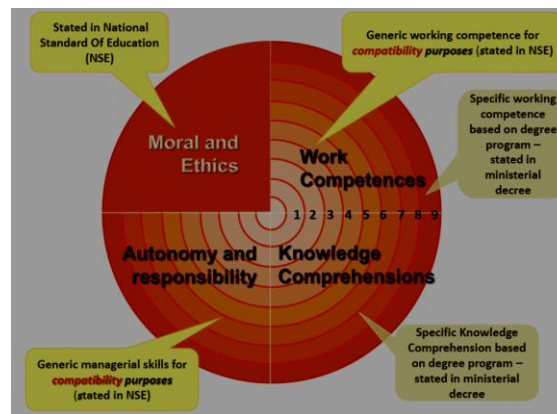 Stated in National
Standard Of Education
(NSE)
Generic working competence for
compatibility purposes (stated in NSE)
Moral and
Ethics
Work
Competences
Specific working
competence
based on degree
program –
stated in
ministerial
decree
1 2 3 4 5 6 7 8 9
Autonomy and
responsibility
Knowledge
Comprehensions
Generic managerial skills for
compatibility purposes
(stated in NSE)
Specific Knowledge
Comprehension based
on degree program –
stated in ministerial
decree